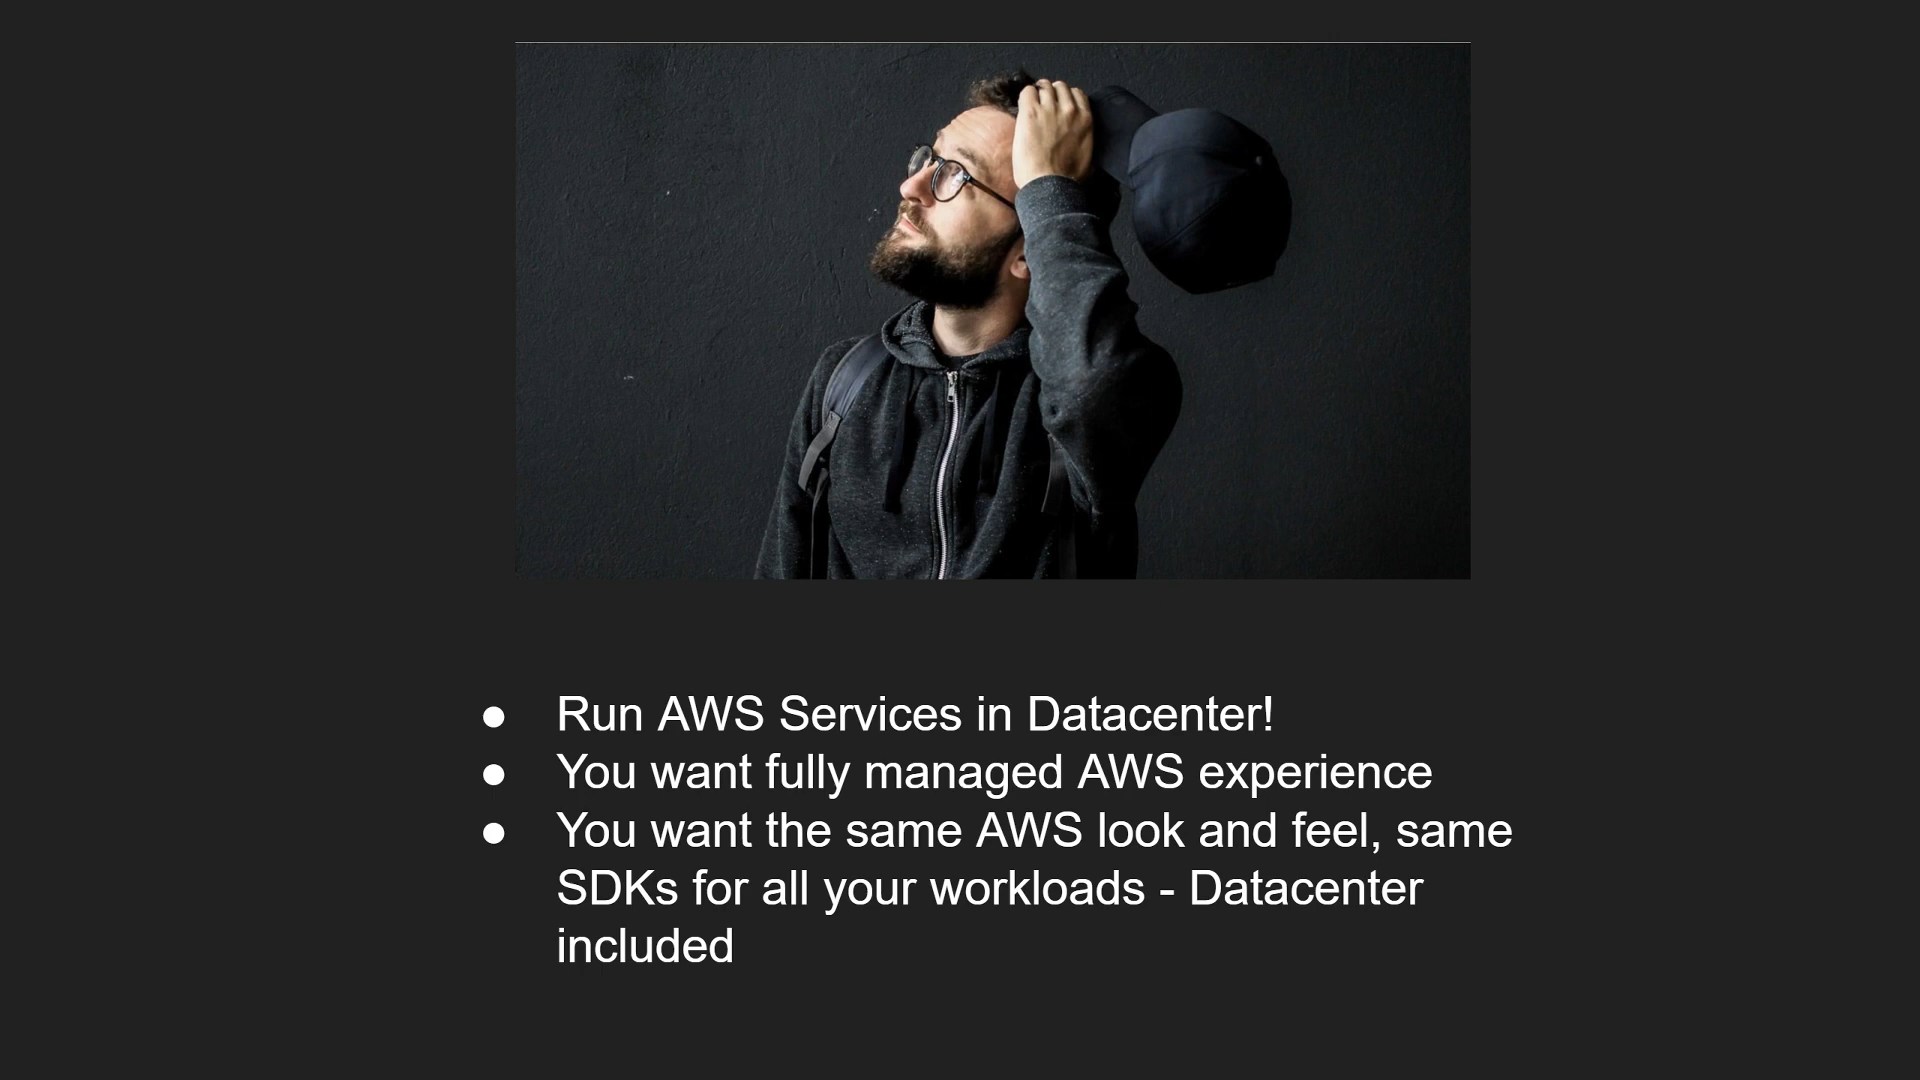 ● Run AWS Services in Datacenter!
● You want fully managed AWS experience
● You want the same AWS look and feel, same
SDKs for all your workloads - Datacenter
included